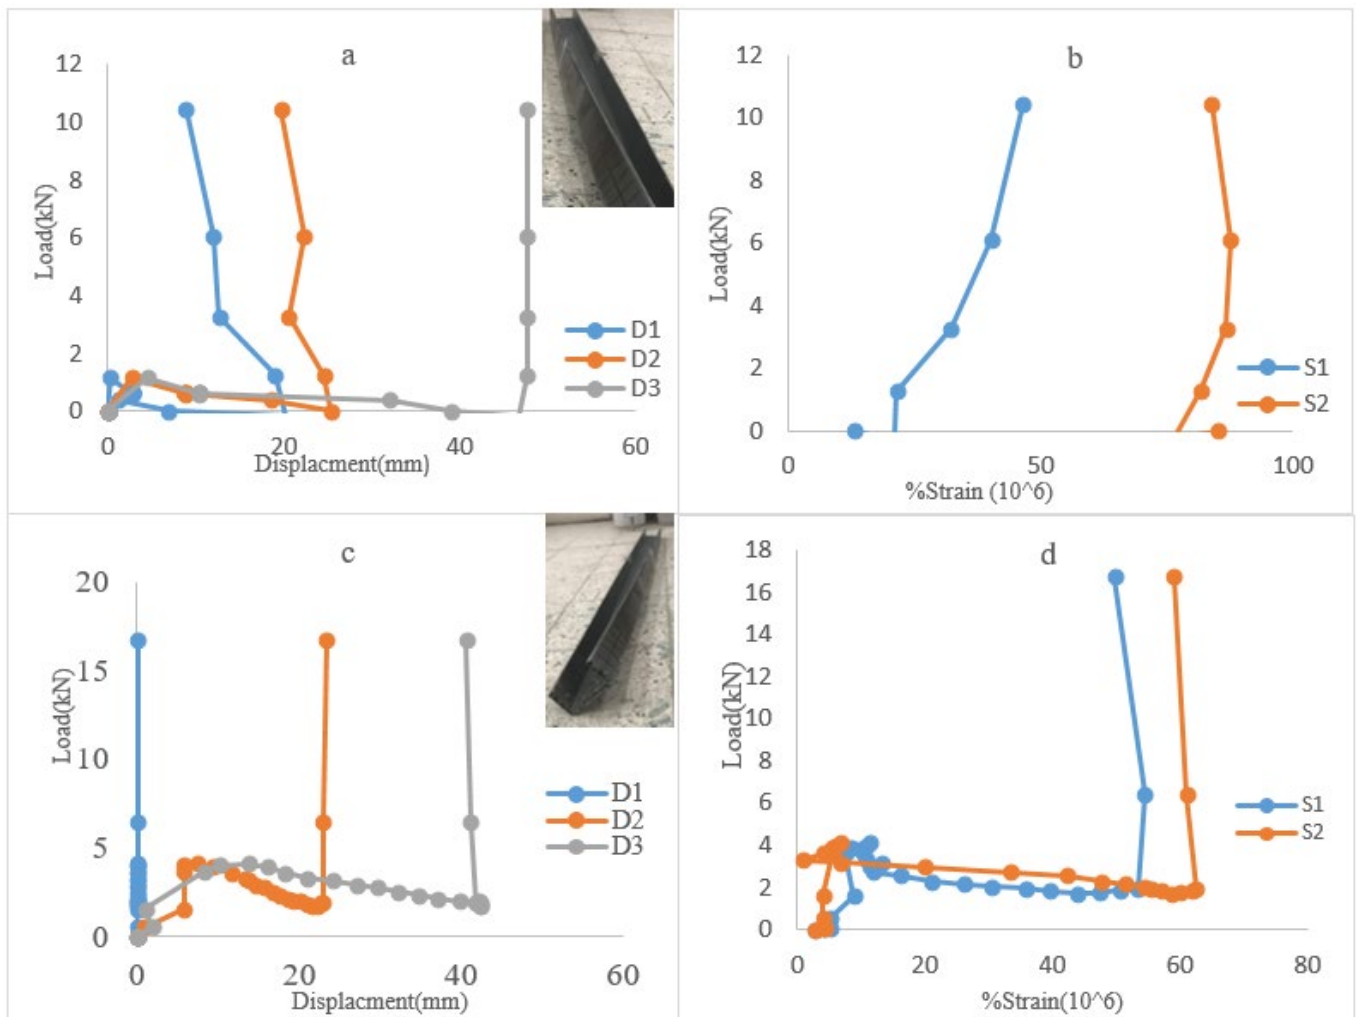 a
12
10
8
6
4
2
0
Load(kN)
0 20 40 60
Displacment(mm)
D1
D2
D3
b
12
10
8
6
4
2
0
Load(kN)
0 50 100
%Strain (10^6)
S1
S2
c
20
15
10
5
0
Load(kN)
0 20 40 60
Displacment(mm)
D1
D2
D3
d
18
16
14
12
10
8
6
4
2
0
Load(kN)
0 20 40 60 80
%Strain(10^6)
S1
S2